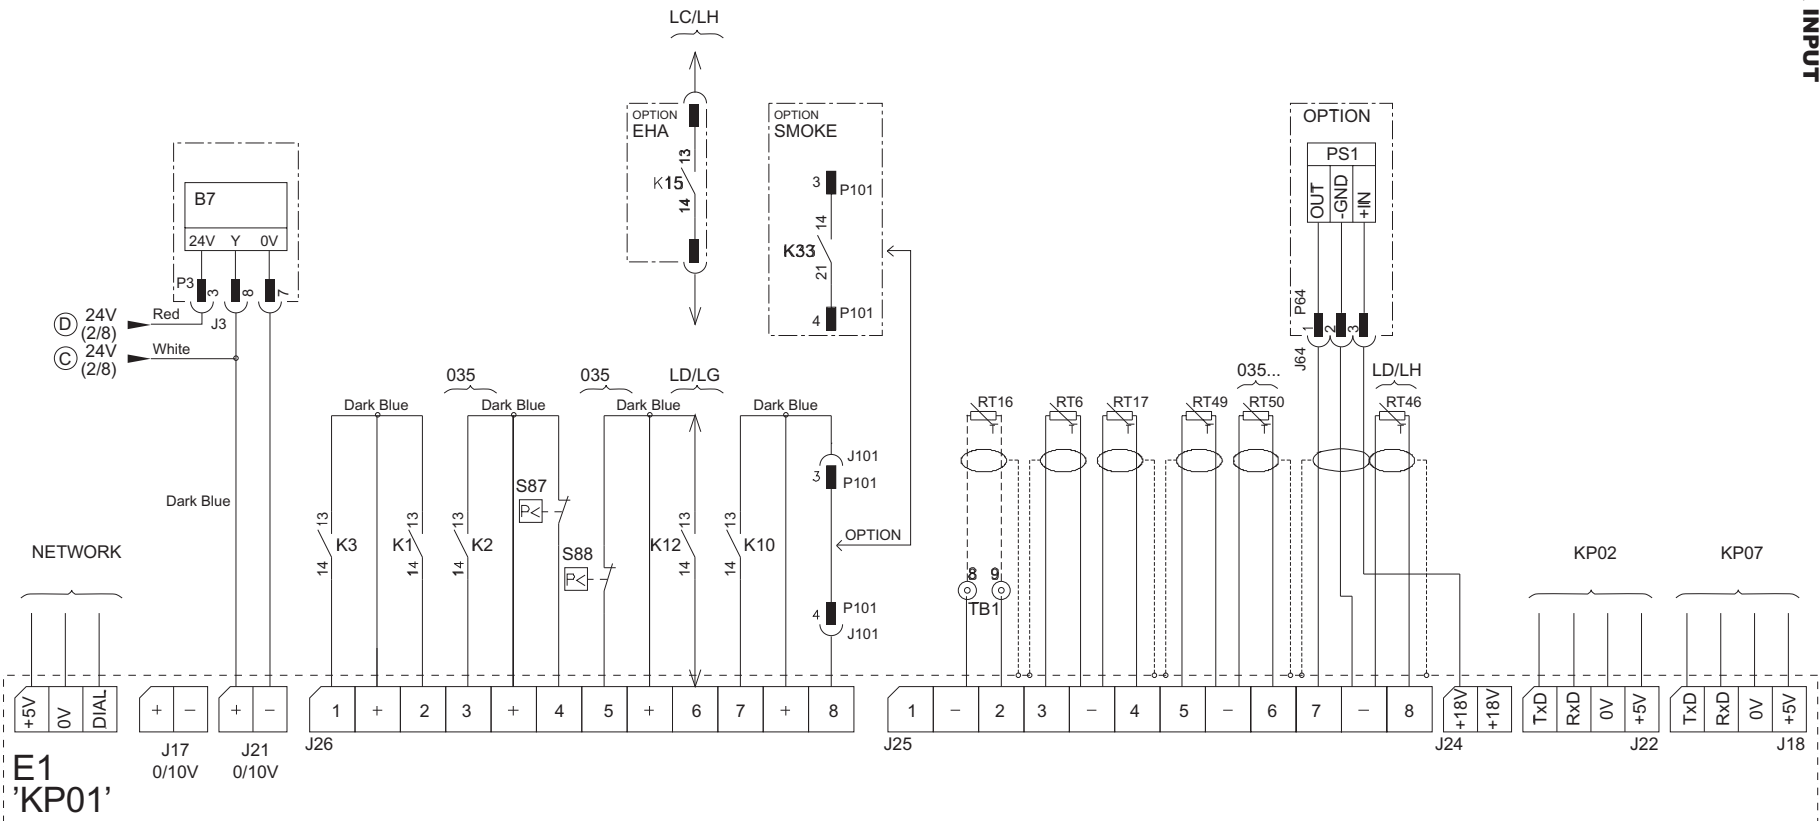 INPUT
LC/LH
OPTION
EHA
13
K15
14
OPTION
SMOKE
3
P101
14
K33
21
4
P101
OPTION
PS1
OUT
-GND
+IN
P64
1
2
3
J64
B7
24V
Y
0V
P3
3
8
7
J3
D
24V
(2/8)
Red
C
24V
(2/8)
White
Dark Blue
035
035
LD/LG
Dark Blue
Dark Blue
Dark Blue
Dark Blue
13
K3
14
13
K1
14
13
K2
14
S87
P<
S88
P<
13
K12
14
13
K10
14
J101
3
P101
OPTION
4
P101
J101
035...
LD/LH
RT16
RT6
RT17
RT49
RT50
RT46
8
9
TB1
NETWORK
KP02
KP07
+5V
0V
DIAL
+
-
J17
0/10V
+
-
J21
0/10V
1
+
2
3
+
4
5
+
6
7
+
8
J26
1
-
2
3
-
4
5
-
6
7
-
8
J25
+18V
+18V
J24
TxD
RxD
0V
+5V
J22
TxD
RxD
0V
+5V
J18
E1
'KP01'